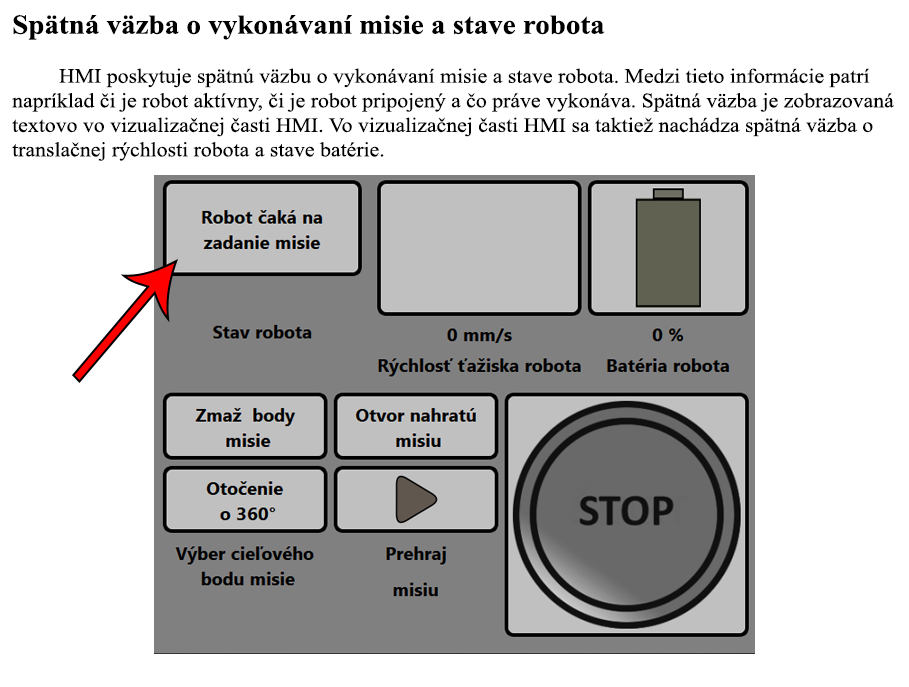 Spätná väzba o vykonávaní misie a stave robota
HMI poskytuje spätnú väzbu o vykonávaní misie a stave robota. Medzi tieto informácie patrí
napríklad či je robot aktívny, či je robot pripojený a čo práve vykonáva. Spätná väzba je zobrazovaná
textovo vo vizualizačnej časti HMI. Vo vizualizačnej časti HMI sa taktiež nachádza spätná väzba o
translačnej rýchlosti robota a stave batérie.
Robot čaká na
zadanie misie
Stav robota
0 mm/s
Rýchlosť ťažiska robota
0 %
Batéria robota
Zmaž body
misie
Otvor nahratú
misiu
Otočenie
o 360°
Výber cieľového
bodu misie
Prehraj
misiu
STOP